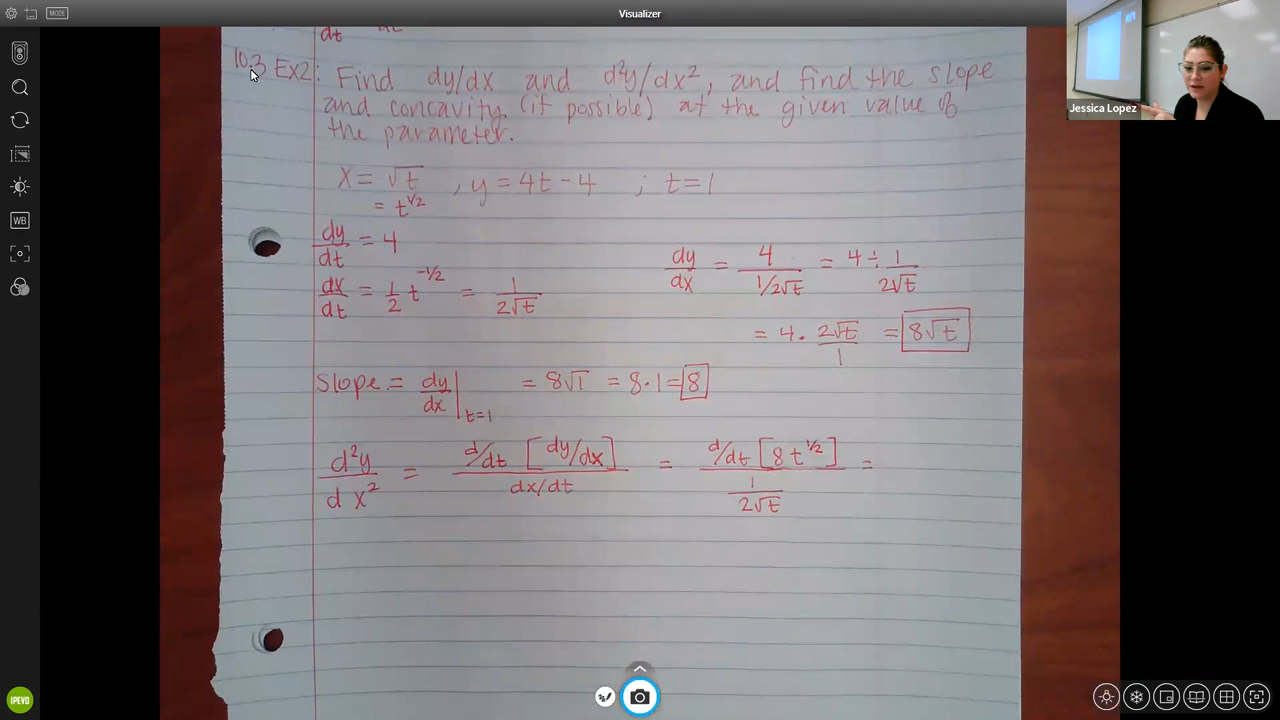 MODE
Visualizer
dt
10.3 Ex2: Find dy/dx and d²y/dx², and find the slope
and concavity (if possible) at the given value of
the parameter.
x = √t , y = 4t - 4 ; t = 1
= t^1/2
dy/dt = 4
dx/dt = 1/2 t^-1/2 = 1/2√t
dy/dx = 4/(1/2√t) = 4 ÷ 1/2√t
= 4 · 2√t/1 = 8√t
Slope = dy/dx | t=1 = 8√1 = 8·1 = 8
d²y/dx² = d/dt [dy/dx] / dx/dt = d/dt [8t^1/2] / 1/2√t =
Jessica Lopez
WB
IPEVO